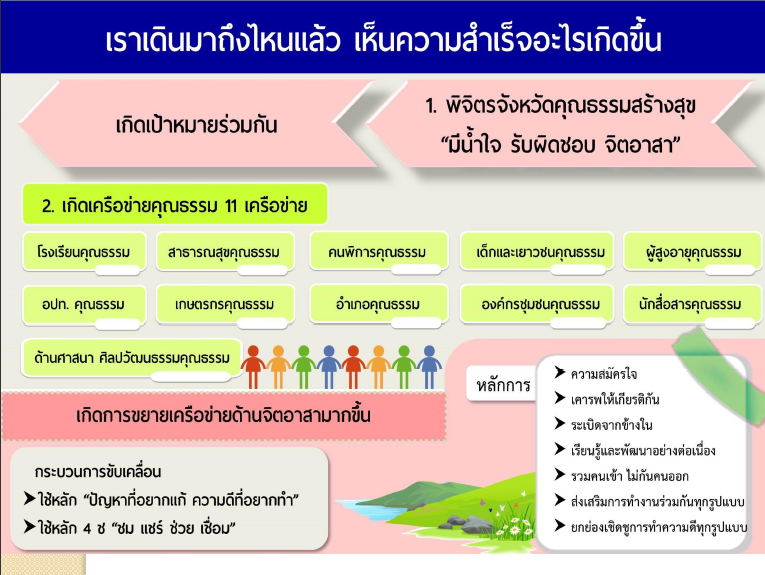 เราเดินมาถึงไหนแล้ว เห็นความสำเร็จอะไรเกิดขึ้น
เกิดเป้าหมายร่วมกัน
1. พิจิตรจังหวัดคุณธรรมสร้างสุข
“มีน้ำใจ รับผิดชอบ จิตอาสา”
2. เกิดเครือข่ายคุณธรรม 11 เครือข่าย
โรงเรียนคุณธรรม
สาธารณสุขคุณธรรม
คนพิการคุณธรรม
เด็กและเยาวชนคุณธรรม
ผู้สูงอายุคุณธรรม
อปท. คุณธรรม
เกษตรกรคุณธรรม
อำเภอคุณธรรม
องค์กรชุมชนคุณธรรม
นักสื่อสารคุณธรรม
ด้านศาสนา ศิลปวัฒนธรรมคุณธรรม
เกิดการขยายเครือข่ายด้านจิตอาสามากขึ้น
กระบวนการขับเคลื่อน
➤ใช้หลัก “ปัญหาที่อยากแก้ ความดีที่อยากทำ”
➤ใช้หลัก 4 ช “ชม แชร์ ช่วย เชื่อม”
หลักการ
➤ ความสมัครใจ
➤ เคารพให้เกียรติกัน
➤ ระเบิดจากข้างใน
➤ เรียนรู้และพัฒนาอย่างต่อเนื่อง
➤ รวมคนเข้า ไม่กันคนออก
➤ ส่งเสริมการทำงานร่วมกันทุกรูปแบบ
➤ ยกย่องเชิดชูการทำความดีทุกรูปแบบ